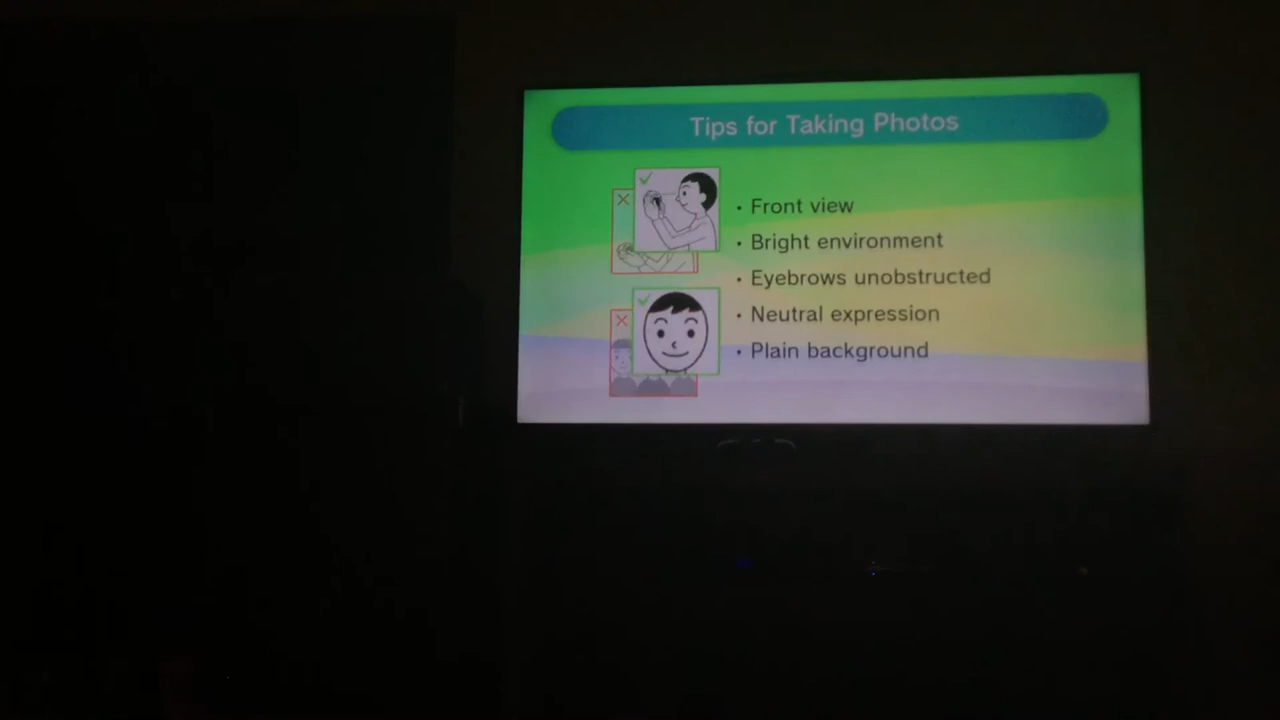 Tips for Taking Photos
• Front view
• Bright environment
• Eyebrows unobstructed
• Neutral expression
• Plain background